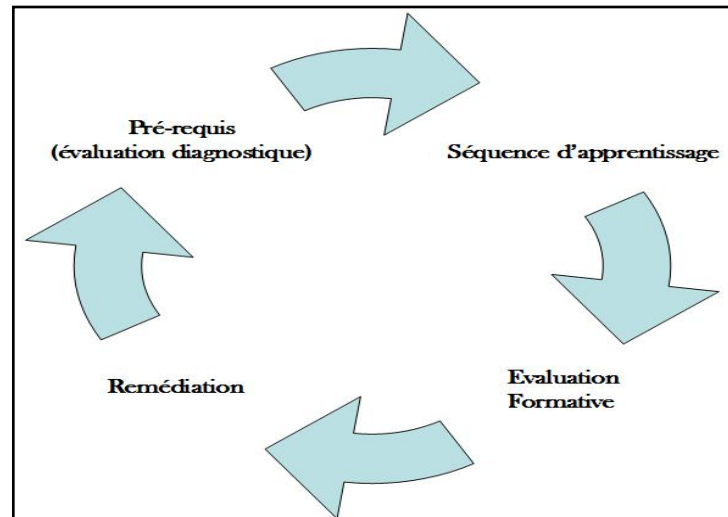 Pré-requis
(évaluation diagnostique)
Séquence d'apprentissage
Evaluation
Formative
Remédiation